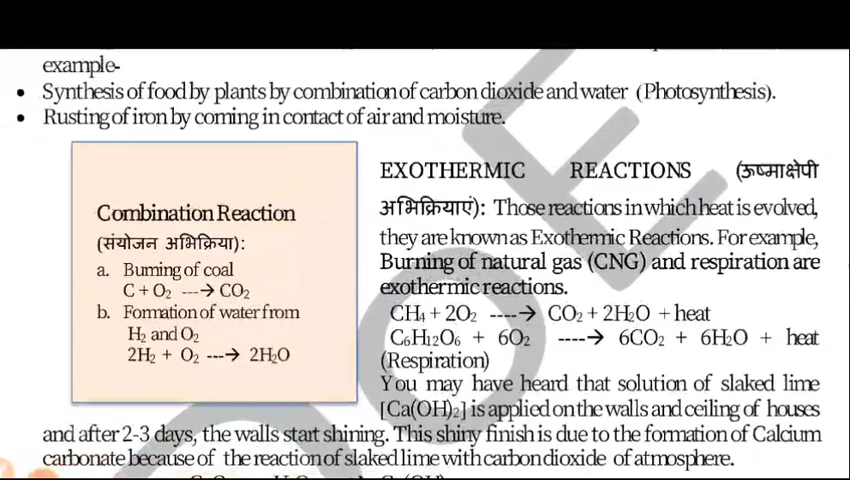 example-
• Synthesis of food by plants by combination of carbon dioxide and water (Photosynthesis).
• Rusting of iron by coming in contact of air and moisture.
Combination Reaction
(संयोजन अभिक्रिया):
a. Burning of coal
C + O₂ ---→ CO₂
b. Formation of water from
H₂ and O₂
2H₂ + O₂ ---→ 2H₂O
EXOTHERMIC REACTIONS (ऊष्माक्षेपी
अभिक्रियाएं): Those reactions in which heat is evolved,
they are known as Exothermic Reactions. For example,
Burning of natural gas (CNG) and respiration are
exothermic reactions.
CH₄ + 2O₂ ----→ CO₂ + 2H₂O + heat
C₆H₁₂O₆ + 6O₂ ----→ 6CO₂ + 6H₂O + heat
(Respiration)
You may have heard that solution of slaked lime
[Ca(OH)₂] is applied on the walls and ceiling of houses
and after 2-3 days, the walls start shining. This shiny finish is due to the formation of Calcium
carbonate because of the reaction of slaked lime with carbon dioxide of atmosphere.